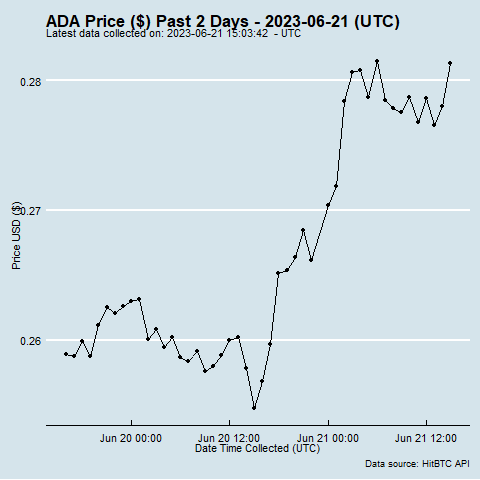 ADA Price ($) Past 2 Days - 2023-06-21 (UTC)
Latest data collected on: 2023-06-21 15:03:42  - UTC
0.28
0.27
0.26
Price USD ($)
Jun 20 00:00
Jun 20 12:00
Jun 21 00:00
Jun 21 12:00
Date Time Collected (UTC)
Data source: HitBTC API